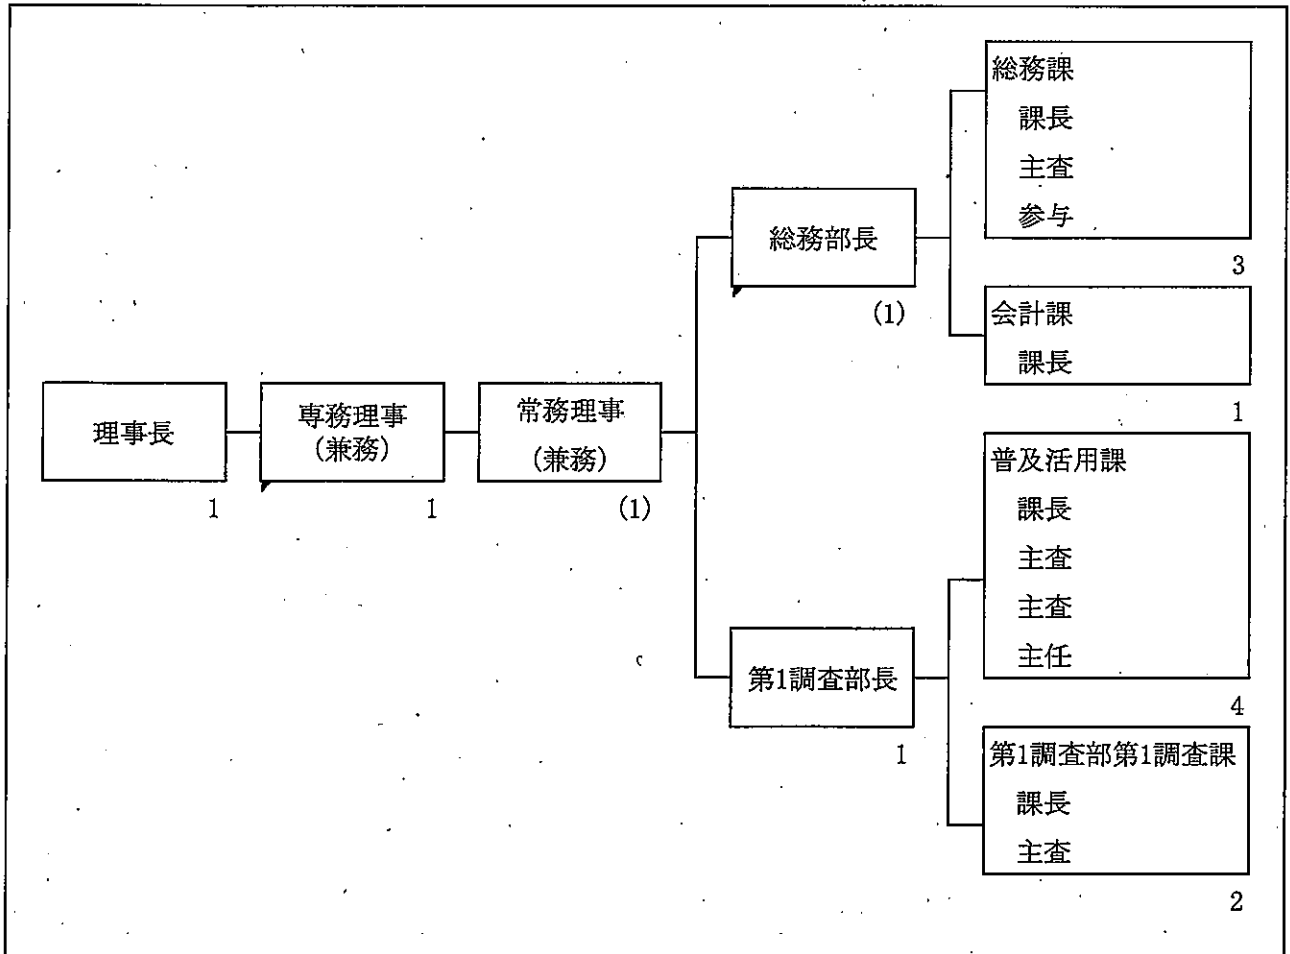 理事長
1
専務理事
(兼務)
1
常務理事
(兼務)
(1)
総務部長
(1)
総務課
課長
主査
参与
3
会計課
課長
1
第1調査部長
1
普及活用課
課長
主査
主査
主任
4
第1調査部第1調査課
課長
主査
2